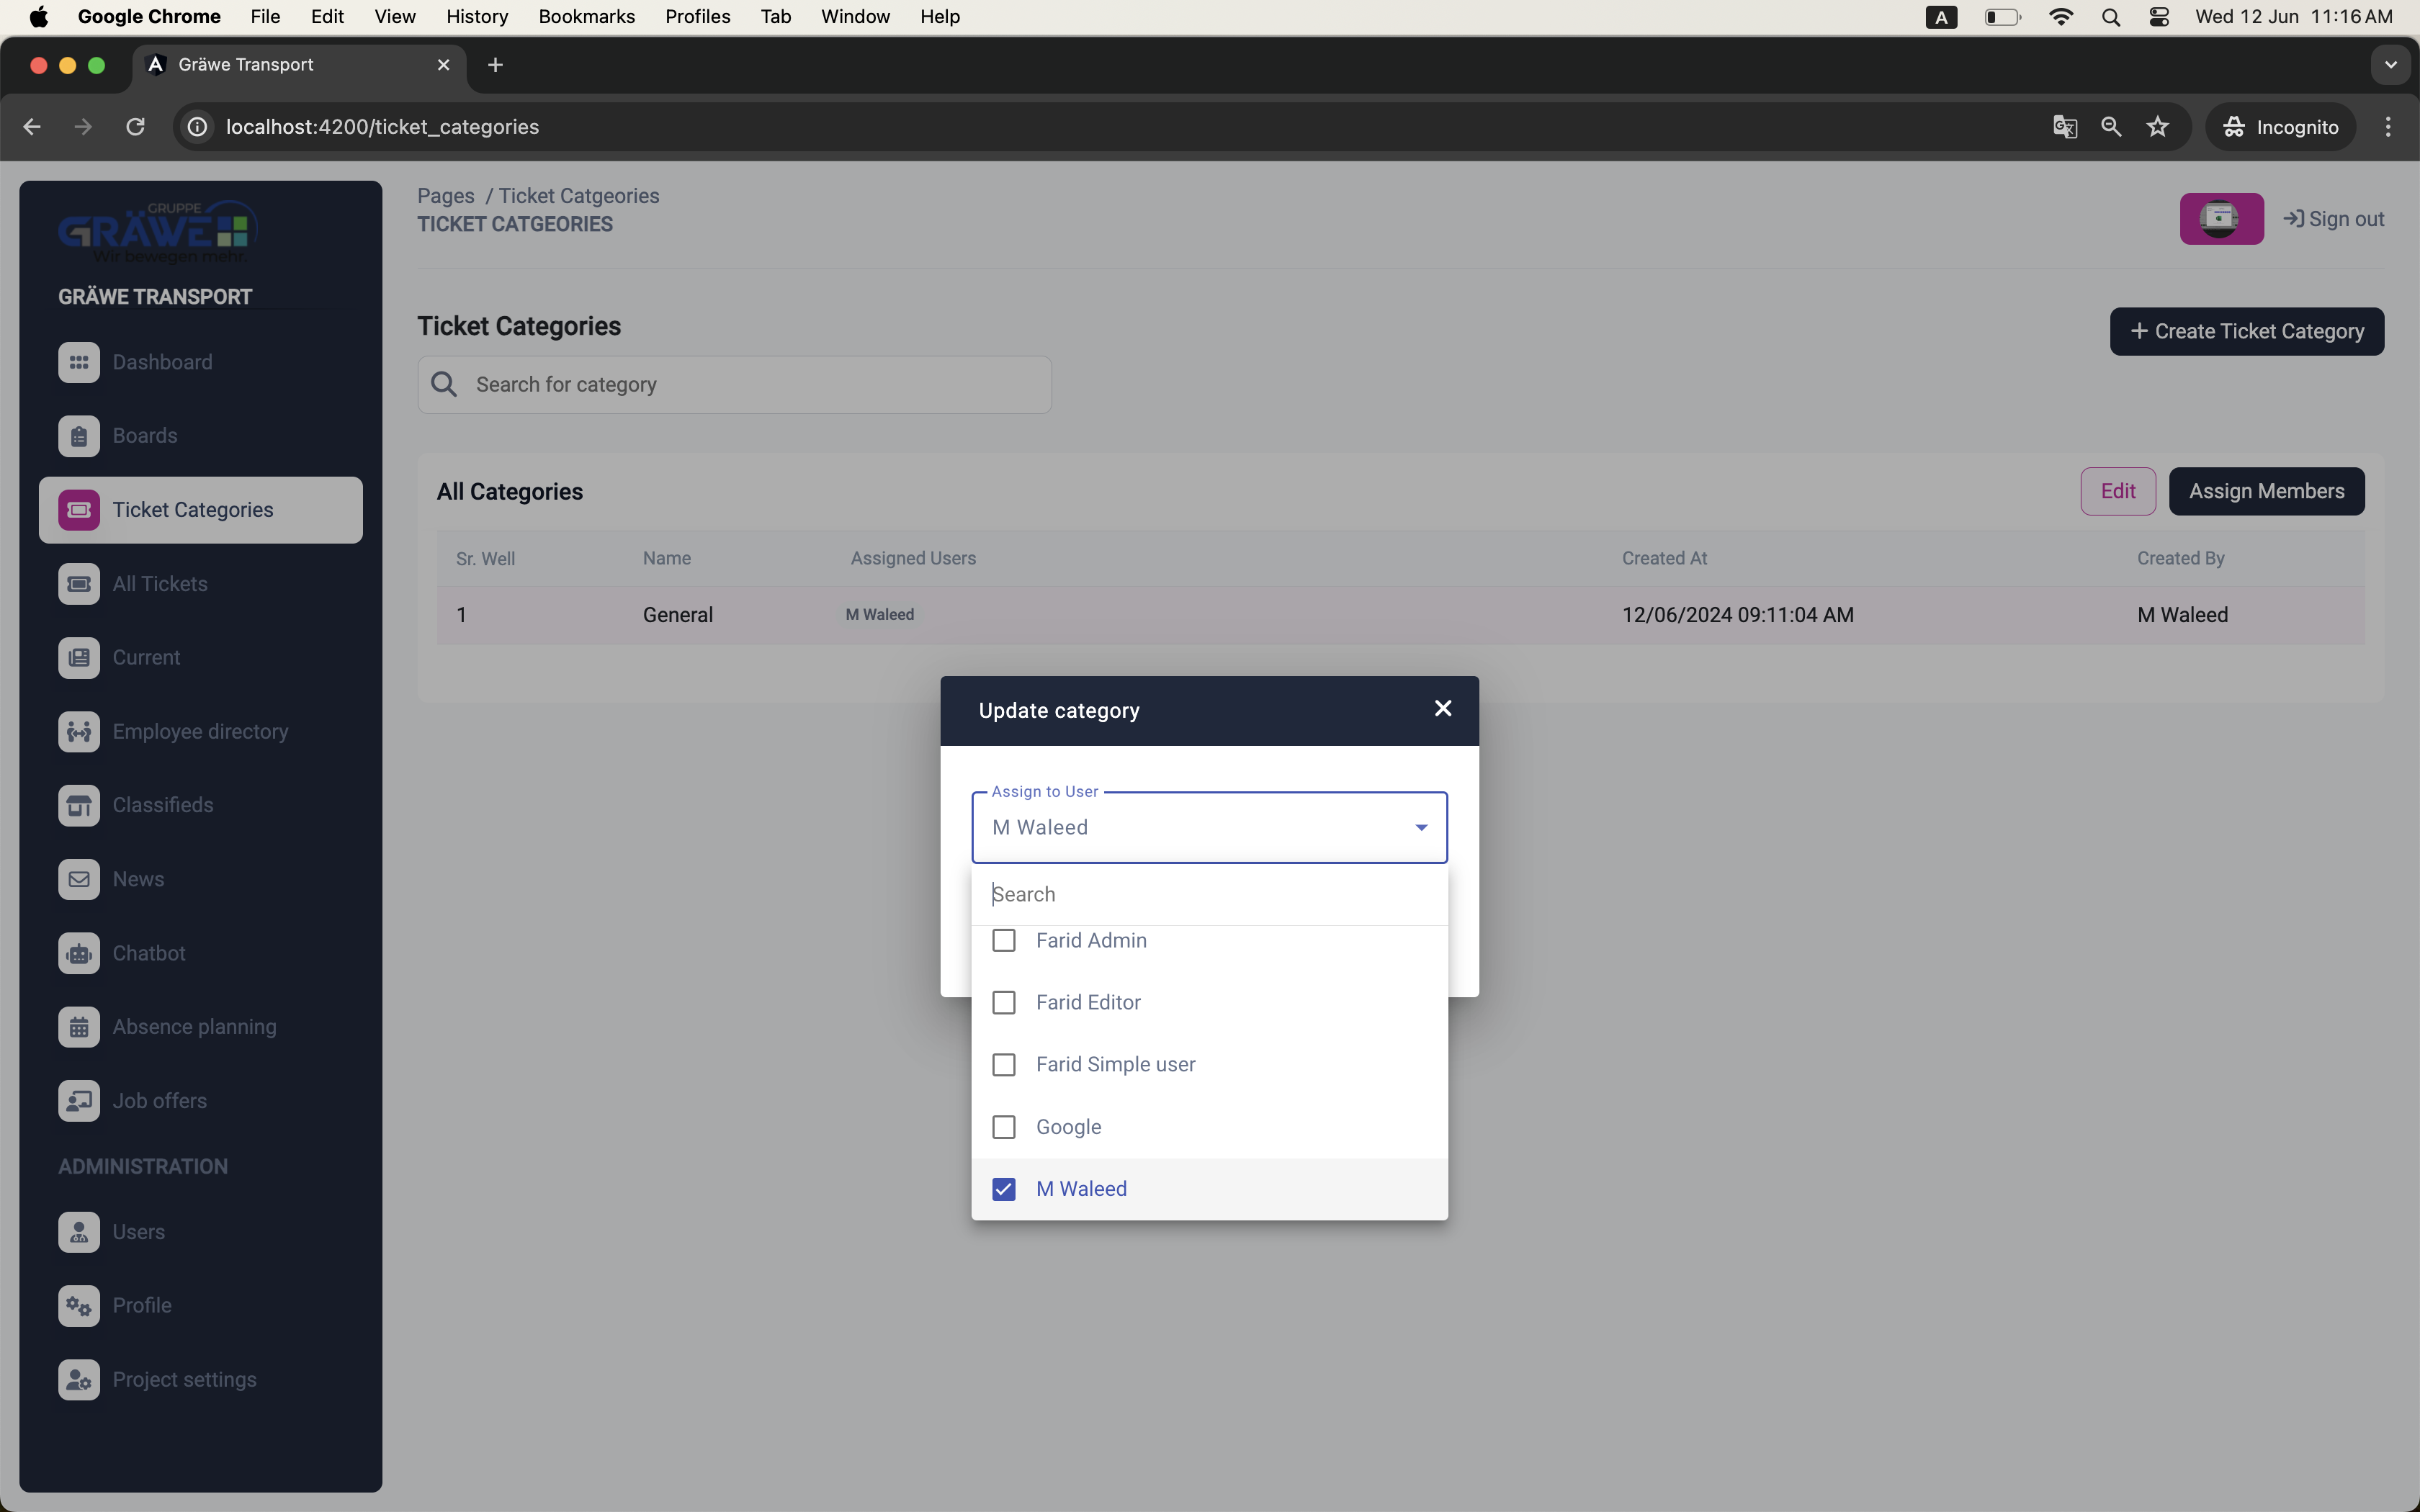 Google Chrome File Edit View History Bookmarks Profiles Tab Window Help A Wed 12 Jun 11:16 AM
Gräwe Transport
localhost:4200/ticket_categories
Incognito
GRUPPE
GRÄWE
Wir bewegen mehr.
GRÄWE TRANSPORT
Dashboard
Boards
Ticket Categories
All Tickets
Current
Employee directory
Classifieds
News
Chatbot
Absence planning
Job offers
ADMINISTRATION
Users
Profile
Project settings
Pages / Ticket Catgeories
TICKET CATGEORIES
Sign out
Ticket Categories
+ Create Ticket Category
Search for category
All Categories
Edit
Assign Members
Sr. Well Name Assigned Users Created At Created By
1 General M Waleed 12/06/2024 09:11:04 AM M Waleed
Update category
Assign to User
M Waleed
Search
Farid Admin
Farid Editor
Farid Simple user
Google
M Waleed